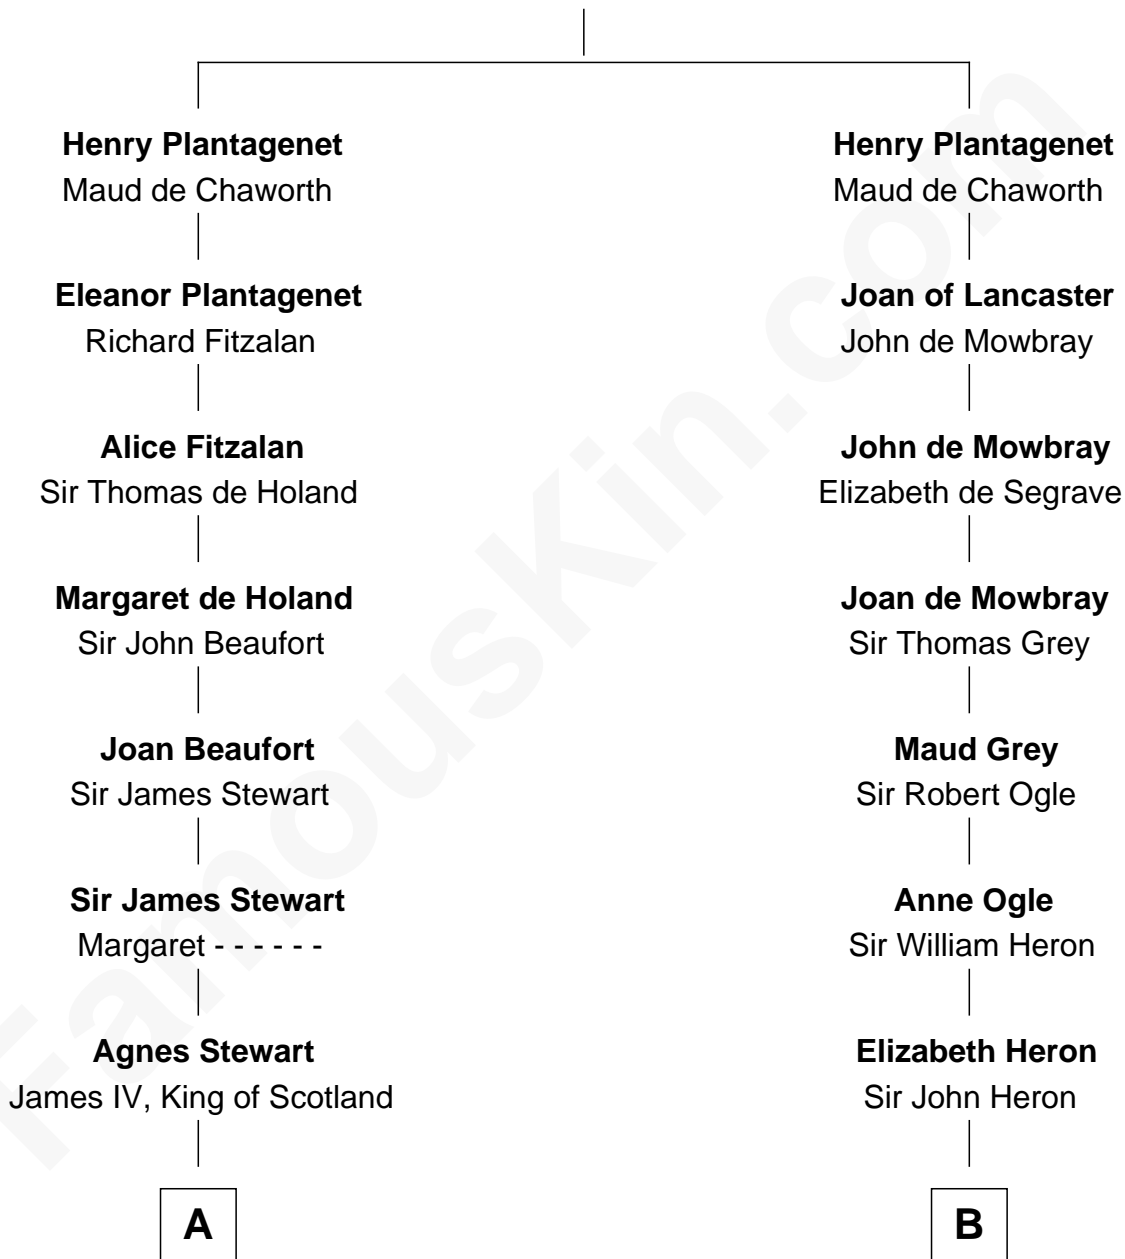 Henry Plantagenet
Maud de Chaworth
Eleanor Plantagenet
Richard Fitzalan
Alice Fitzalan
Sir Thomas de Holand
Margaret de Holand
Sir John Beaufort
Joan Beaufort
Sir James Stewart
Sir James Stewart
Margaret - - - - - -
Agnes Stewart
James IV, King of Scotland
A
Henry Plantagenet
Maud de Chaworth
Joan of Lancaster
John de Mowbray
John de Mowbray
Elizabeth de Segrave
Joan de Mowbray
Sir Thomas Grey
Maud Grey
Sir Robert Ogle
Anne Ogle
Sir William Heron
Elizabeth Heron
Sir John Heron
B
FamousKin.com